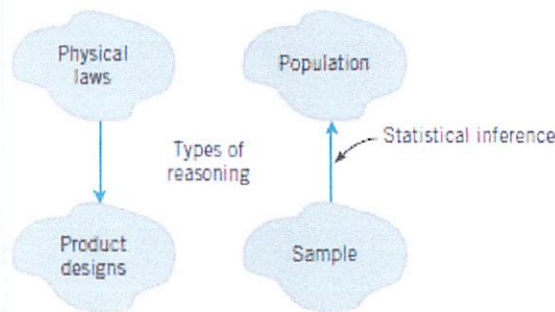 Physical
laws
Population
Types of
reasoning
Statistical inference
Product
designs
Sample